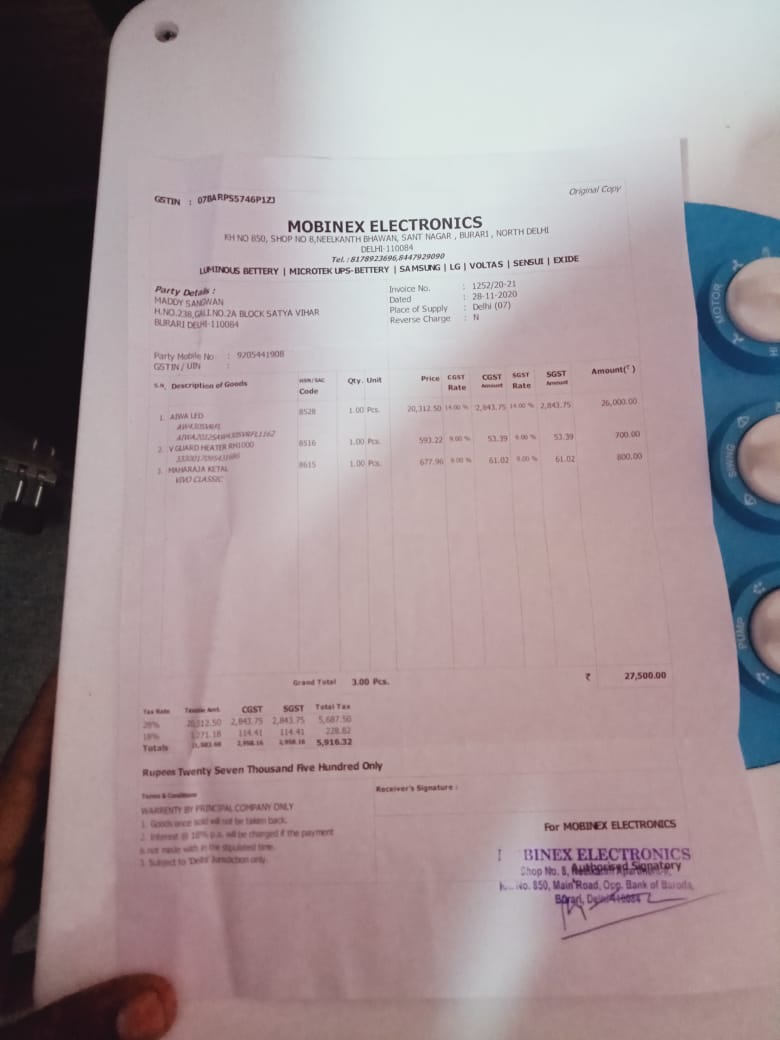 Original Copy
GSTIN : 07BARPS5746P1ZJ
MOBINEX ELECTRONICS
KH NO 850, SHOP NO 8,NEELKANTH BHAWAN, SANT NAGAR , BURARI , NORTH DELHI
DELHI-110084
Tel. : 8178923696,8447929090
LUMINOUS BETTERY | MICROTEK UPS-BETTERY | SAMSUNG | LG | VOLTAS | SENSUI | EXIDE
Party Details :
MADDY SANGWAN
H.NO.238,GALI.NO.2A BLOCK SATYA VIHAR
BURARI DELHI-110084
Invoice No. : 1252/20-21
Dated : 28-11-2020
Place of Supply : Delhi (07)
Reverse Charge : N
Party Mobile No : 9205441908
GSTIN / UIN :
S.N. Description of Goods HSN/SAC Code Qty. Unit Price CGST Rate CGST Amount SGST Rate SGST Amount Amount(₹)
1. AIWA LED 8528 1.00 Pcs. 20,312.50 14.00 % 2,843.75 14.00 % 2,843.75 26,000.00
2. V GUARD HEATER RH1000 8516 1.00 Pcs. 593.22 9.00 % 53.39 9.00 % 53.39 700.00
3. MAHARAJA KETAL 8615 1.00 Pcs. 677.96 9.00 % 61.02 9.00 % 61.02 800.00
VIVO CLASSIC
Grand Total 3.00 Pcs. ₹ 27,500.00
Tax Rate Taxable Amt. CGST SGST Total Tax
28% 20,312.50 2,843.75 2,843.75 5,687.50
18% 1,271.18 114.41 114.41 228.82
Totals 21,583.68 2,958.16 2,958.16 5,916.32
Rupees Twenty Seven Thousand Five Hundred Only
Terms & Conditions
WARRENTY BY PRINCIPAL COMPANY ONLY
1. Goods once sold will not be taken back.
2. Interest @ 18% p.a. will be charged if the payment
is not made with in the stipulated time.
3. Subject to 'Delhi' Jurisdiction only.
Receiver's Signature :
For MOBINEX ELECTRONICS
BINEX ELECTRONICS
Shop No. 8,
Authorised Signatory
No. 850, Main Road, Opp. Bank of Baroda,
Burari, Delhi-110084
MOTOR
SWING
PUMP